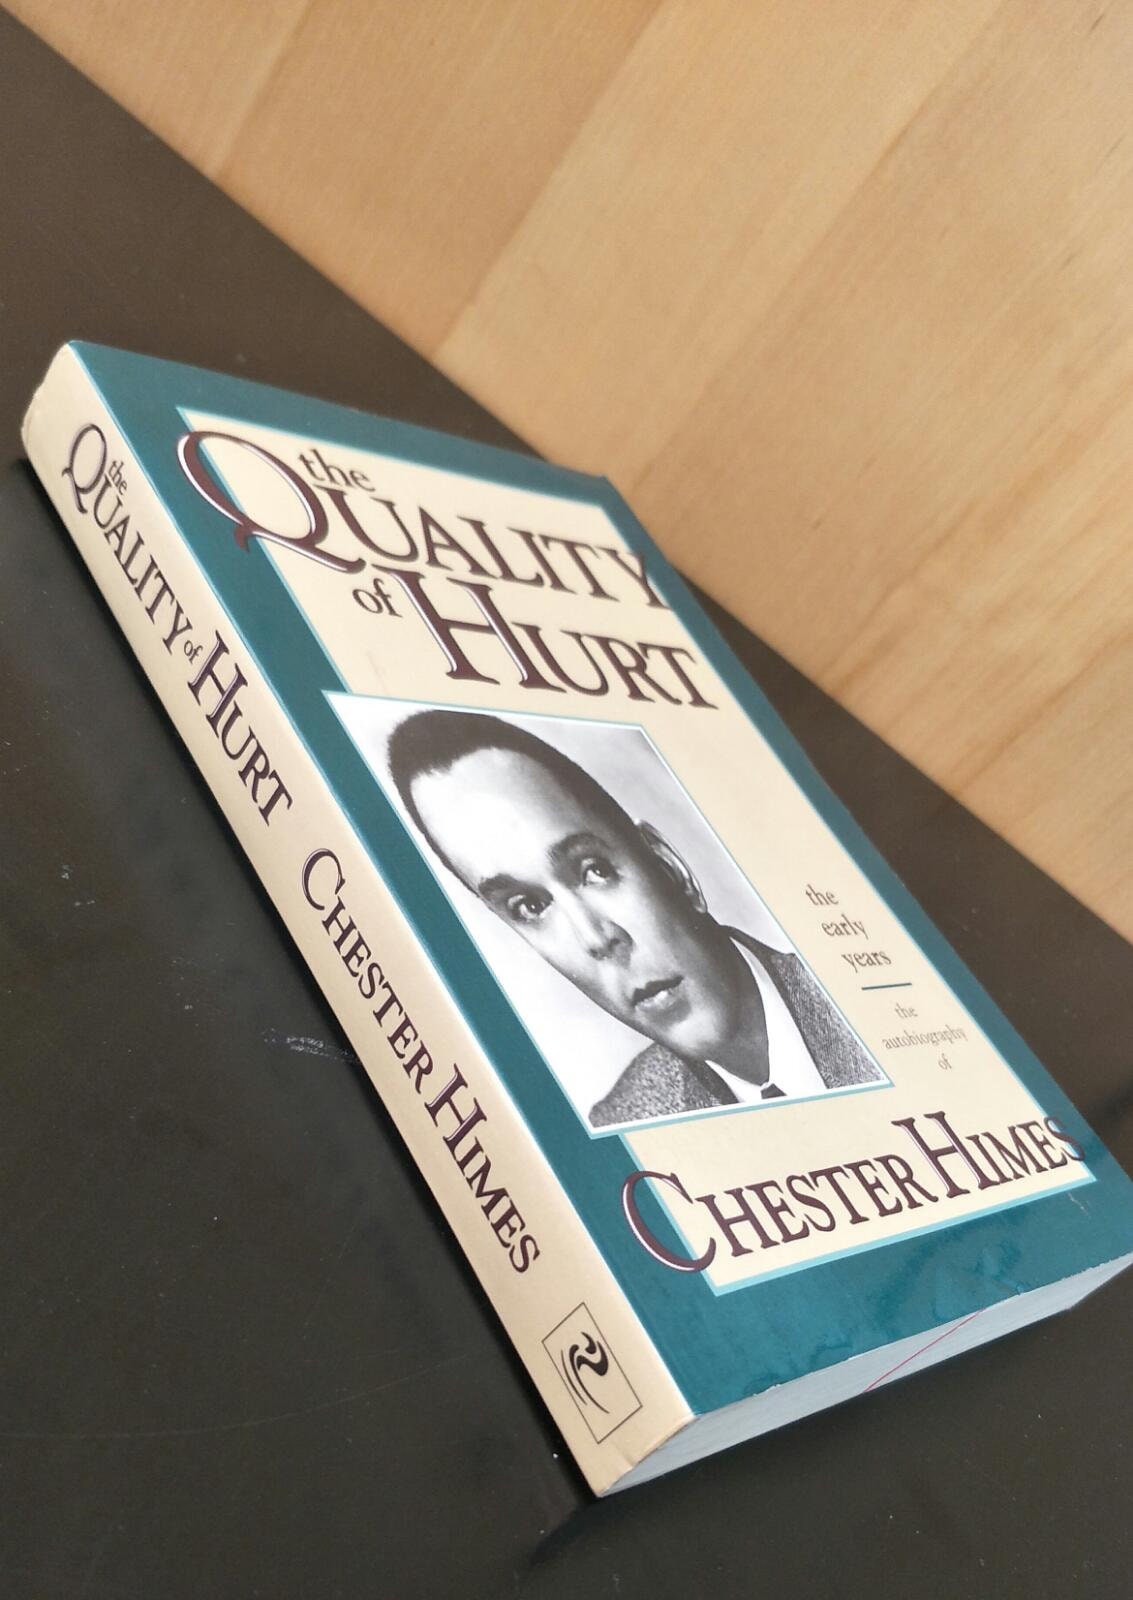 the
QUALITY
of HURT
the
early
years
the
autobiography
of
CHESTER HIMES
the
QUALITY of HURT CHESTER HIMES